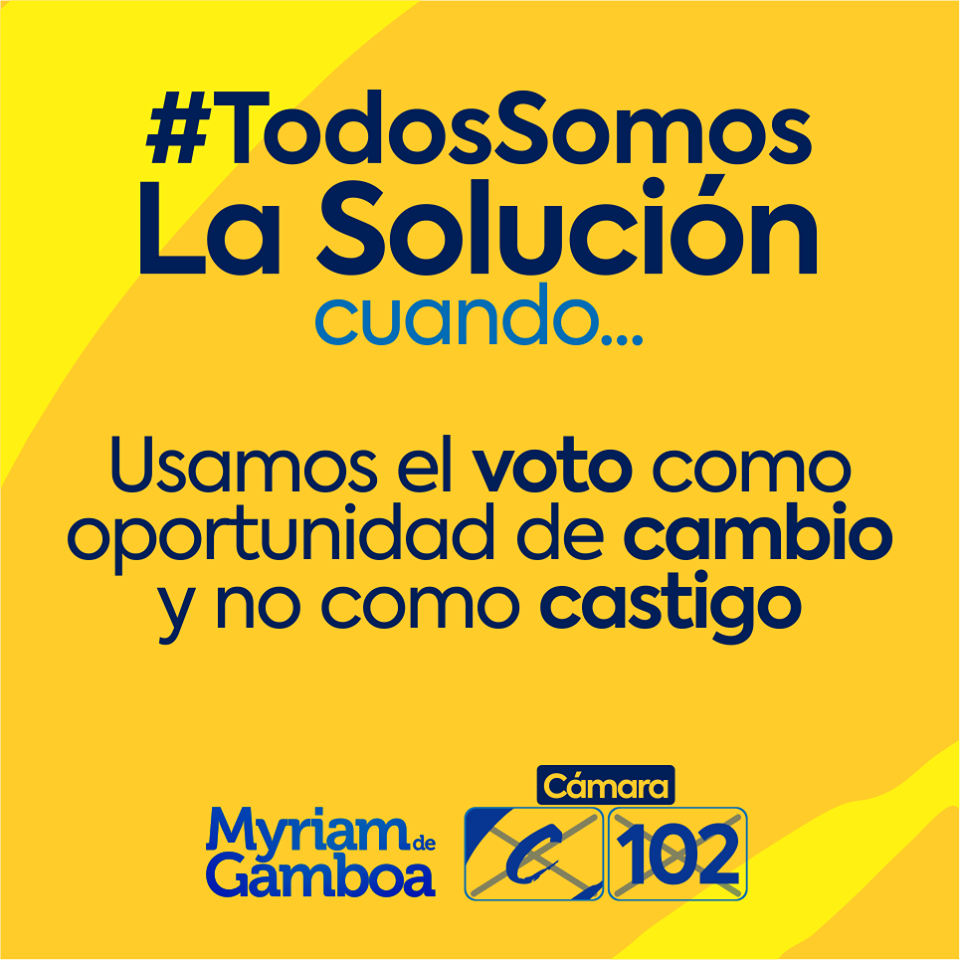 #TodosSomos
La Solución
cuando...
Usamos el voto como
oportunidad de cambio
y no como castigo
Cámara
Myriam de
Gamboa
C 102